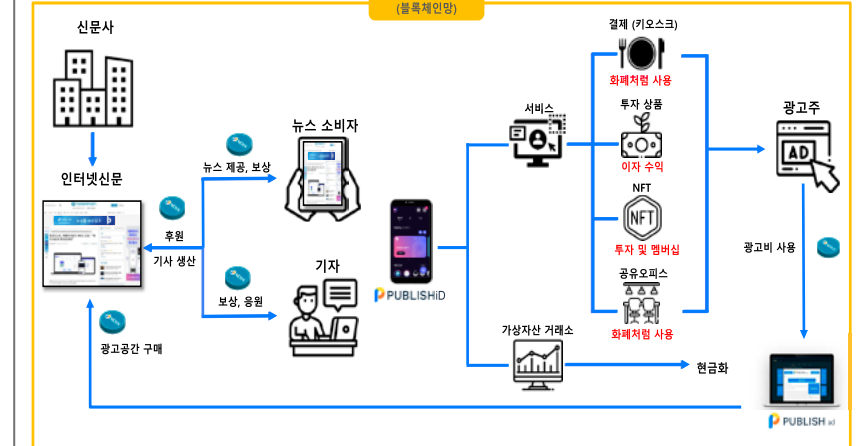 (블록체인망)
신문사
인터넷신문
뉴스 제공, 보상
뉴스 소비자
후원
기사 생산
보상, 응원
기자
광고공간 구매
PUBLISHiD
서비스
결제 (키오스크)
화폐처럼 사용
투자 상품
이자 수익
NFT
NFT
투자 및 멤버십
공유오피스
화폐처럼 사용
가상자산 거래소
현금화
광고주
AD
광고비 사용
PUBLISH ad